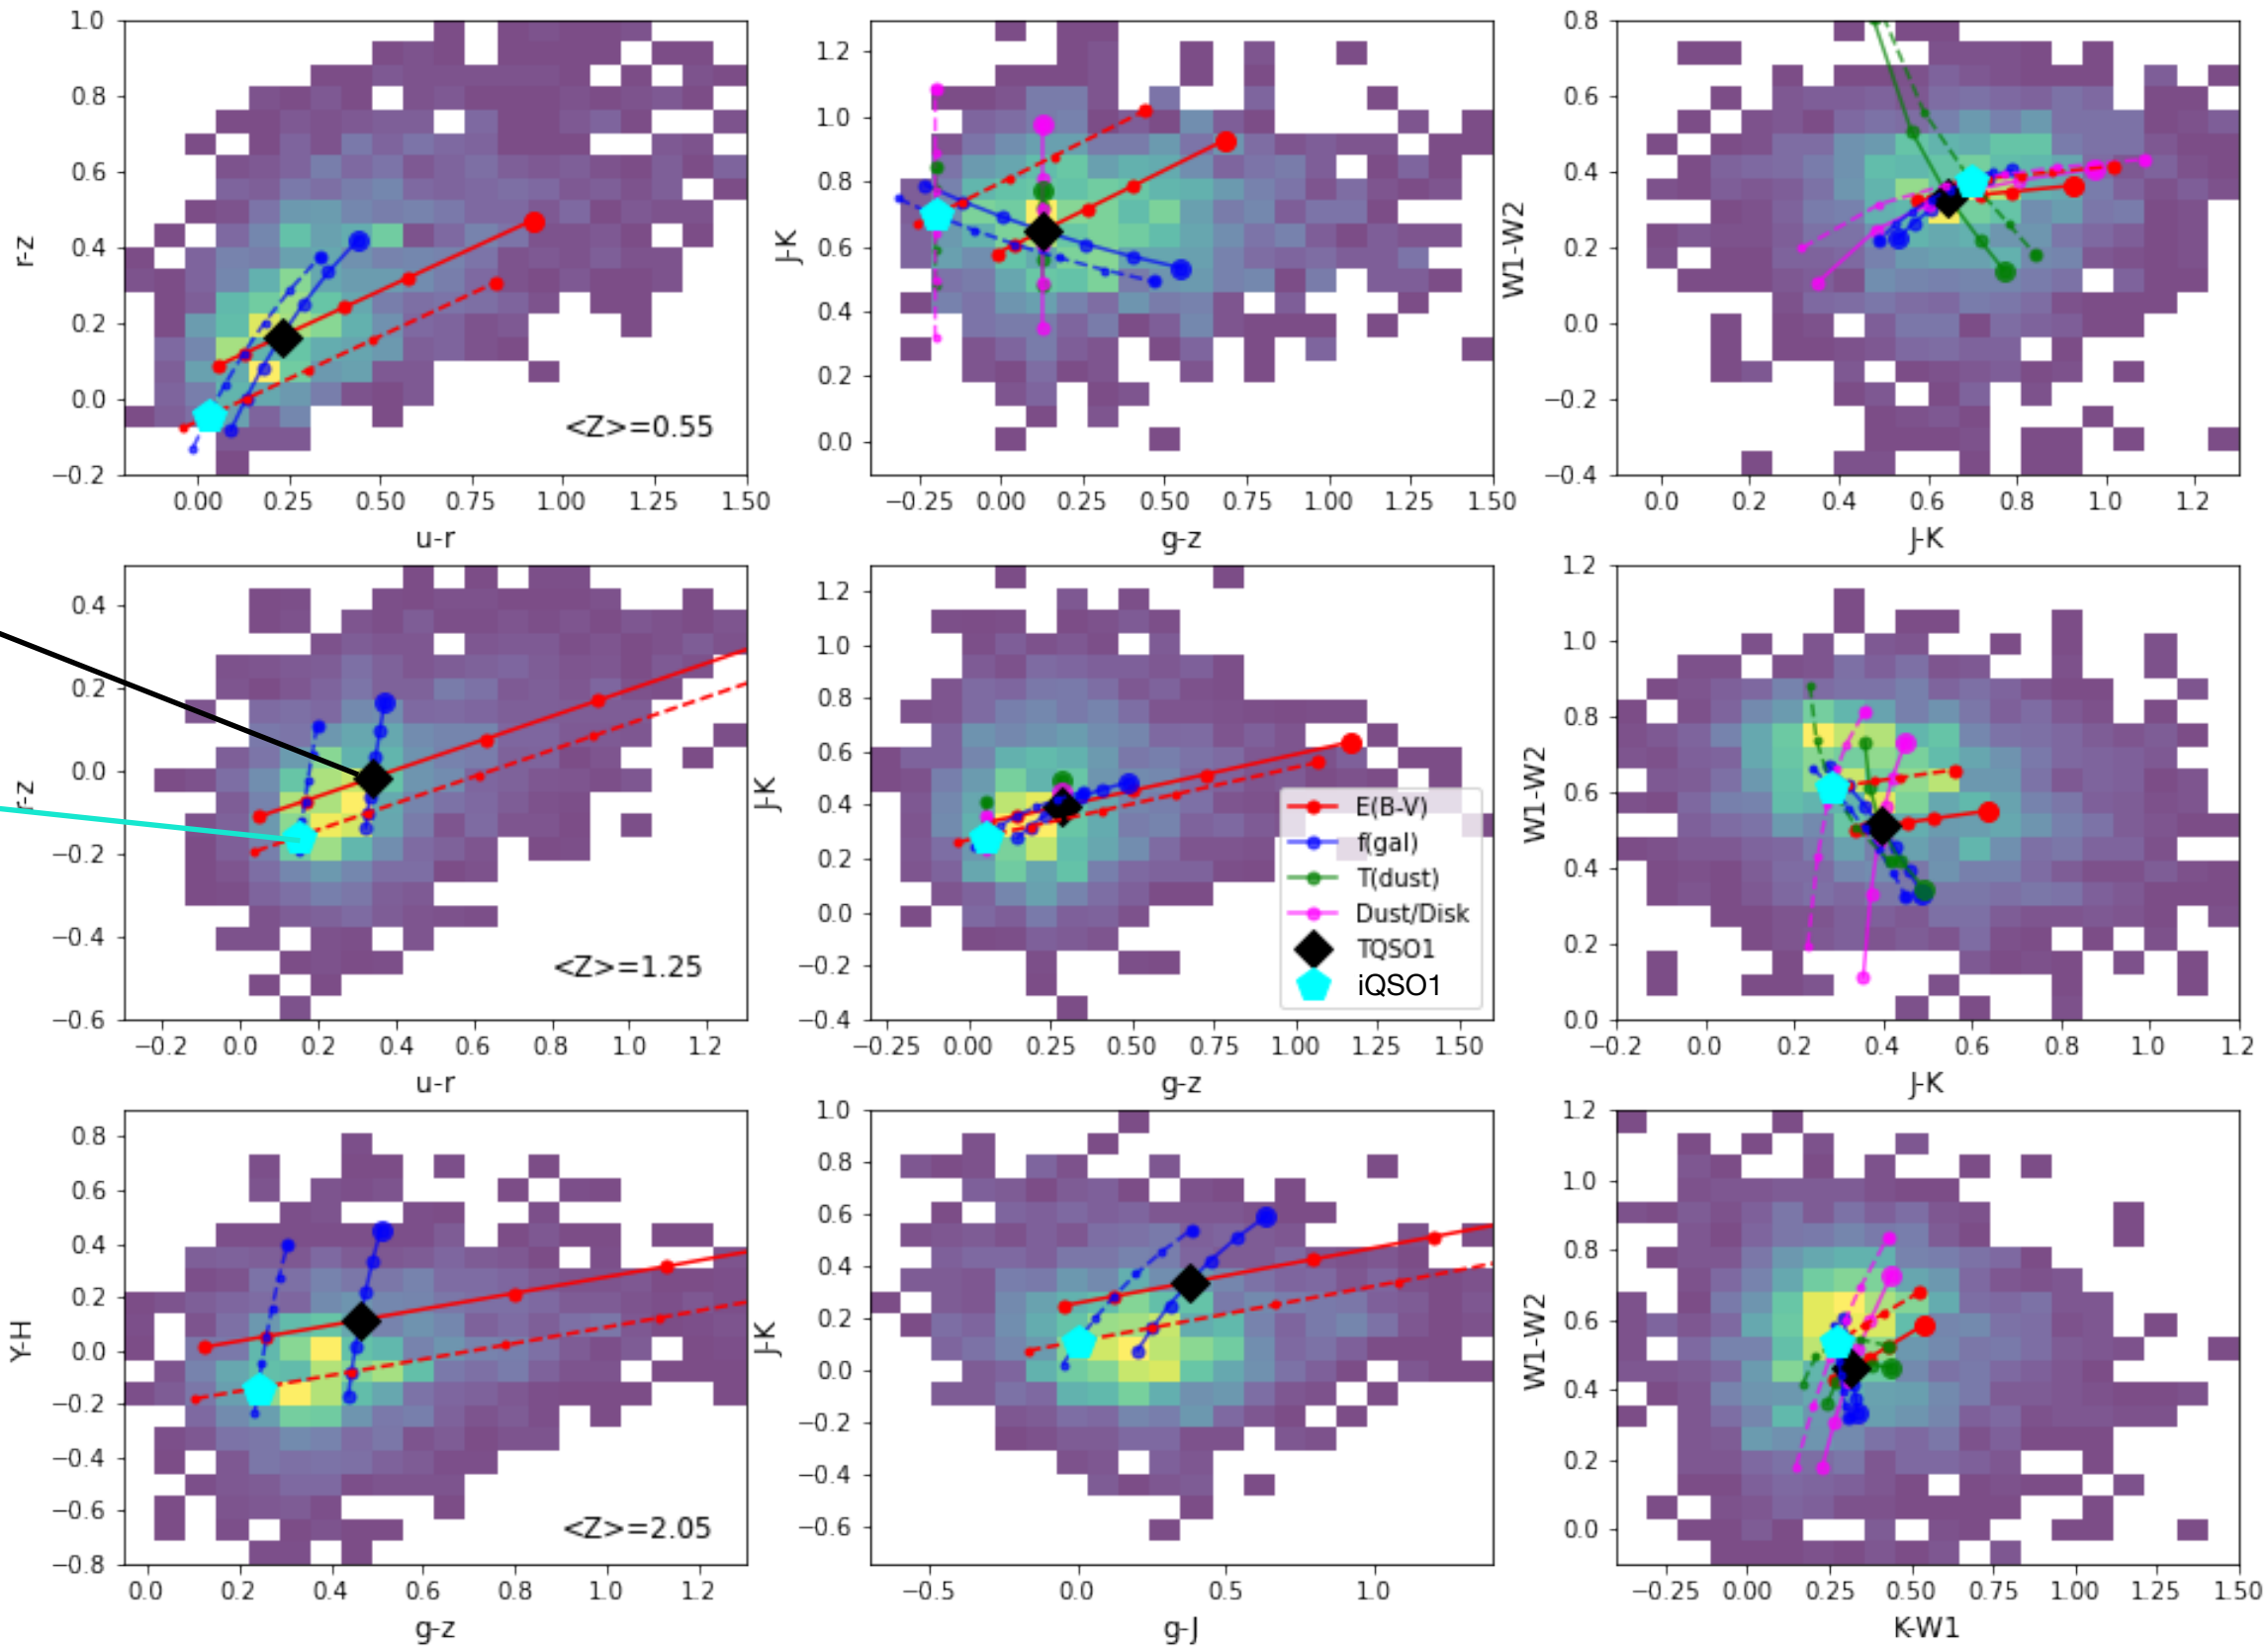 1.0
0.8
0.6
0.4
0.2
0.0
−0.2
r-z
0.00 0.25 0.50 0.75 1.00 1.25 1.50
u-r
<Z>=0.55
1.2
1.0
0.8
0.6
0.4
0.2
0.0
J-K
−0.25 0.00 0.25 0.50 0.75 1.00 1.25 1.50
g-z
0.8
0.6
0.4
0.2
0.0
−0.2
−0.4
W1-W2
0.0 0.2 0.4 0.6 0.8 1.0 1.2
J-K
0.4
0.2
0.0
−0.2
−0.4
−0.6
r-z
−0.2 0.0 0.2 0.4 0.6 0.8 1.0 1.2
u-r
<Z>=1.25
1.2
1.0
0.8
0.6
0.4
0.2
0.0
−0.2
−0.4
J-K
−0.25 0.00 0.25 0.50 0.75 1.00 1.25 1.50
g-z
E(B-V)
f(gal)
T(dust)
Dust/Disk
TQSO1
iQSO1
1.2
1.0
0.8
0.6
0.4
0.2
0.0
W1-W2
−0.2 0.0 0.2 0.4 0.6 0.8 1.0 1.2
J-K
0.8
0.6
0.4
0.2
0.0
−0.2
−0.4
−0.6
−0.8
Y-H
0.0 0.2 0.4 0.6 0.8 1.0 1.2
g-z
<Z>=2.05
1.0
0.8
0.6
0.4
0.2
0.0
−0.2
−0.4
−0.6
J-K
−0.5 0.0 0.5 1.0
g-J
1.2
1.0
0.8
0.6
0.4
0.2
0.0
W1-W2
−0.25 0.00 0.25 0.50 0.75 1.00 1.25 1.50
K-W1